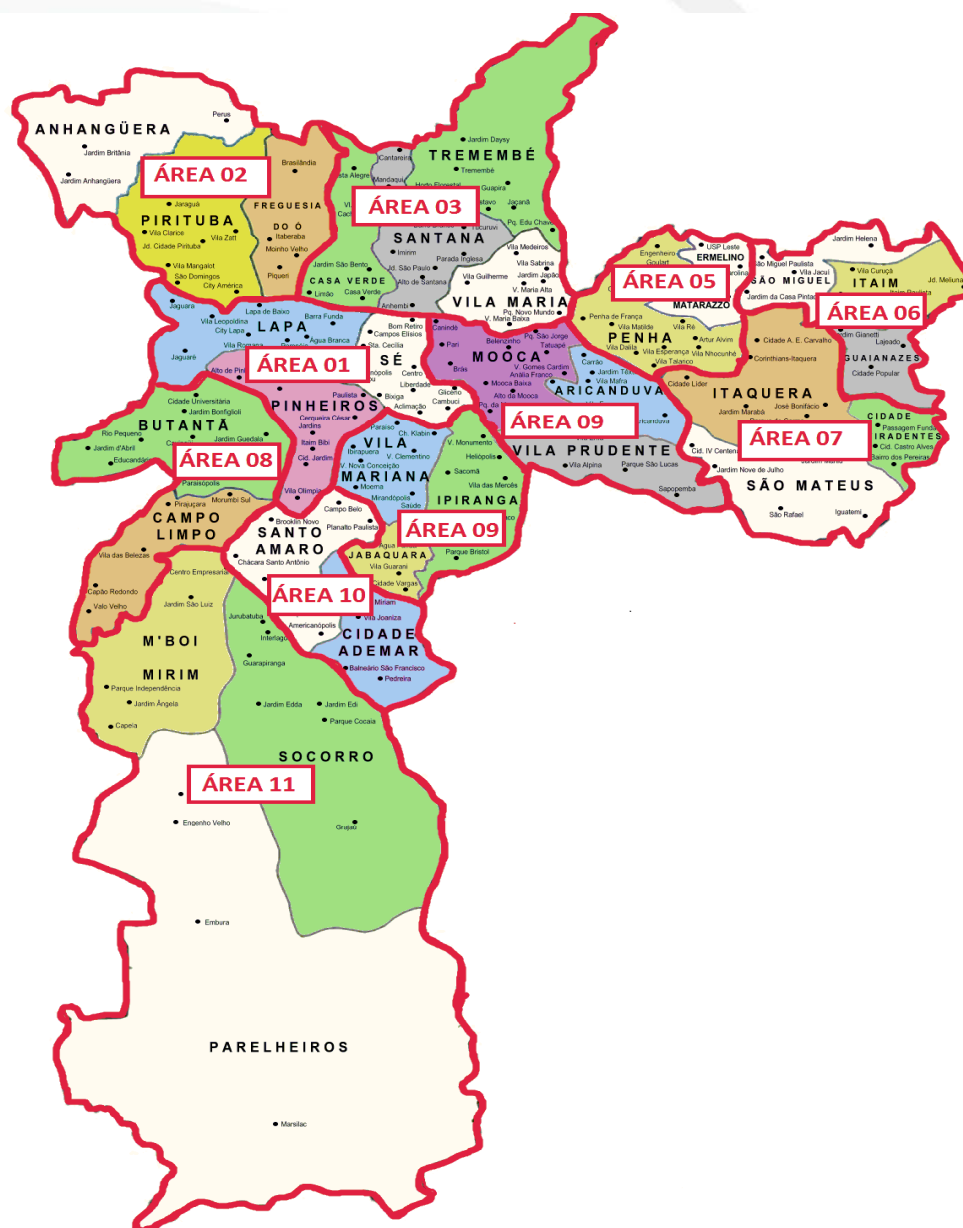 ANHANGÜERA
Perus
Jardim Britânia
Jardim Anhangüera
ÁREA 02
Jaraguá
PIRITUBA
Vila Clarice
Vila Zatt
Jd. Cidade Pirituba
Vila Mangalot
São Domingos
City América
Brasilândia
FREGUESIA
DO Ó
Itaberaba
Moinho Velho
Piqueri
Cantareira
Mandaqui
ÁREA 03
SANTANA
Imirim
Parada Inglesa
Jd. São Paulo
Alto de Santana
Anhembi
Jardim São Bento
CASA VERDE
Limão
Casa Verde
Jardim Daysy
TREMEMBÉ
Tremembé
Horto Florestal
Guapira
Jaçanã
Pq. Edu Chave
Vila Medeiros
Vila Sabrina
Vila Guilherme
Jardim Japão
V. Maria Alta
VILA MARIA
Pq. Novo Mundo
V. Maria Baixa
Jaguara
Lapa de Baixo
Barra Funda
Vila Leopoldina
LAPA
City Lapa
Vila Romana
Água Branca
Jaguaré
Alto de Pin
ÁREA 01
Bom Retiro
Campos Elísios
Sta. Cecília
SÉ
Centro
Liberdade
Glicério
Bixiga
Cambuci
Aclimação
Paulista
PINHEIROS
Cerqueira César
Jardins
Itaim Bibi
Cid. Jardim
Vila Olímpia
Canindé
Pari
Brás
Pq. São Jorge
Belenzinho
Tatuapé
MOÓCA
V. Gomes Cardim
Anália Franco
Mooca Baixa
Alto da Mooca
Pq. da
Carrão
Vila Mafra
ARICANDUVA
ÁREA 09
VILA PRUDENTE
Vila Alpina
Parque São Lucas
Sapopemba
Engenheiro
Goulart
ÁREA 05
USP Leste
ERMELINO
MATARAZZO
Penha de França
Vila Matilde
Vila Ré
PENHA
Artur Alvim
Vila Dalila
Vila Esperança
Vila Nhocunhé
Vila Talarico
Jardim Helena
São Miguel Paulista
Vila Jacuí
SÃO MIGUEL
Jardim da Casa Pintad
Vila Curuçá
ITAIM
Jd. Meliuna
ÁREA 06
Lajeado
GUAIANAZES
Cidade Popular
Cidade A. E. Carvalho
Corinthians-Itaquera
Cidade Líder
ITAQUERA
José Bonifácio
Jardim Marabá
ÁREA 07
CIDADE
Passagem Funda
IRADENTES
Cid. Castro Alves
Bairro dos Pereiras
Cid. IV Centen
Jardim Nove de Julho
SÃO MATEUS
São Rafael
Iguatemi
Cidade Universitária
Jardim Bonfiglioli
BUTANTÃ
Rio Pequeno
Jardim d'Abril
Jardim Guedala
Educandário
ÁREA 08
Paraisópolis
Paraíso
Ch. Klabin
VILA
Ibirapuera
V. Clementino
V. Nova Conceição
MARIANA
Moema
Mirandópolis
Saúde
V. Monumento
Heliópolis
Sacomã
Vila das Mercês
IPIRANGA
Parque Bristol
ÁREA 09
JABAQUARA
Vila Guarani
Cidade Vargas
Morumbi Sul
Pirajuçara
CAMPO
LIMPO
Vila das Belezas
Capão Redondo
Valo Velho
Campo Belo
Brooklin Novo
Planalto Paulista
SANTO
AMARO
Chácara Santo Antônio
ÁREA 10
Americanópolis
Miriam
Vila Joaniza
CIDADE
ADEMAR
Balneário São Francisco
Pedreira
Centro Empresaria
Jardim São Luiz
M'BOI
MIRIM
Parque Independência
Jardim Ângela
Capela
Jurubatuba
Interlago
Guarapiranga
Jardim Edda
Jardim Edi
Parque Cocaia
SOCORRO
ÁREA 11
Engenho Velho
Grajaú
Embura
PARELHEIROS
Marsilac